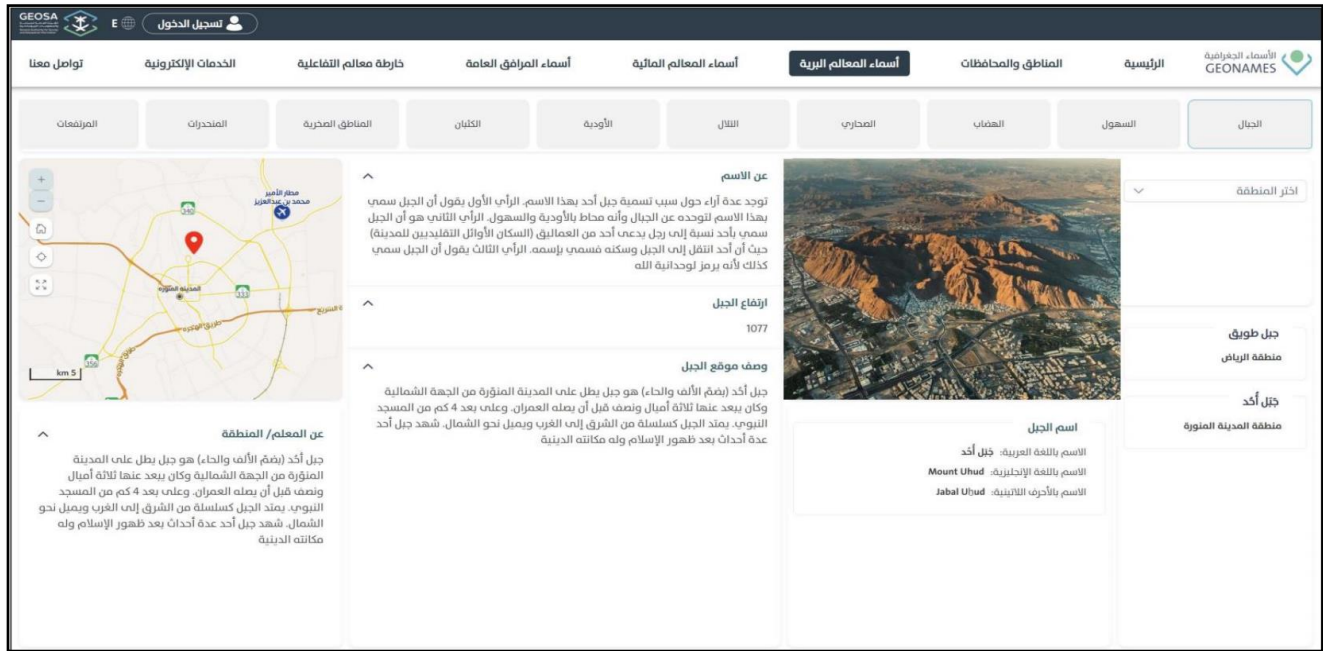 GEOSA
E
تسجيل الدخول
الأسماء الجغرافية
GEONAMES
الرئيسية
المناطق والمحافظات
أسماء المعالم البرية
أسماء المعالم المائية
أسماء المرافق العامة
خارطة معالم التفاعلية
الخدمات الإلكترونية
تواصل معنا
الجبال
السهول
الهضاب
الصحاري
التلال
الأودية
الكثبان
المناطق الصخرية
المنحدرات
المرتفعات
اختر المنطقة
جبل طويق
منطقة الرياض
جَبَل أُحُد
منطقة المدينة المنورة
اسم الجبل
الاسم باللغة العربية: جَبَل أُحُد
الاسم باللغة الإنجليزية: Mount Uhud
الاسم بالأحرف اللاتينية: Jabal Uḩud
عن الاسم
توجد عدة آراء حول سبب تسمية جبل أحد بهذا الاسم. الرأي الأول يقول أن الجبل سمي
بهذا الاسم لتوحده عن الجبال وأنه محاط بالأودية والسهول. الرأي الثاني هو أن الجبل
سمي بأحد نسبة إلى رجل يدعى أحد من العماليق (السكان الأوائل التقليديين للمدينة)
حيث أن أحد انتقل إلى الجبل وسكنه فسمي بإسمه. الرأي الثالث يقول أن الجبل سمي
كذلك لأنه يرمز لوحدانية الله
ارتفاع الجبل
1077
وصف موقع الجبل
جبل أُحُد (بضمّ الألف والحاء) هو جبل يطل على المدينة المنوّرة من الجهة الشمالية
وكان يبعد عنها ثلاثة أميال ونصف قبل أن يصله العمران. وعلى بعد 4 كم من المسجد
النبوي. يمتد الجبل كسلسلة من الشرق إلى الغرب ويميل نحو الشمال. شهد جبل أحد
عدة أحداث بعد ظهور الإسلام وله مكانته الدينية
مطار الأمير
محمد بن عبدالعزيز
340
المدينة المنورة
333
طريق الهجرة
356
5 km
عن المعلم/ المنطقة
جبل أُحُد (بضمّ الألف والحاء) هو جبل يطل على المدينة
المنوّرة من الجهة الشمالية وكان يبعد عنها ثلاثة أميال
ونصف قبل أن يصله العمران. وعلى بعد 4 كم من المسجد
النبوي. يمتد الجبل كسلسلة من الشرق إلى الغرب ويميل نحو
الشمال. شهد جبل أحد عدة أحداث بعد ظهور الإسلام وله
مكانته الدينية